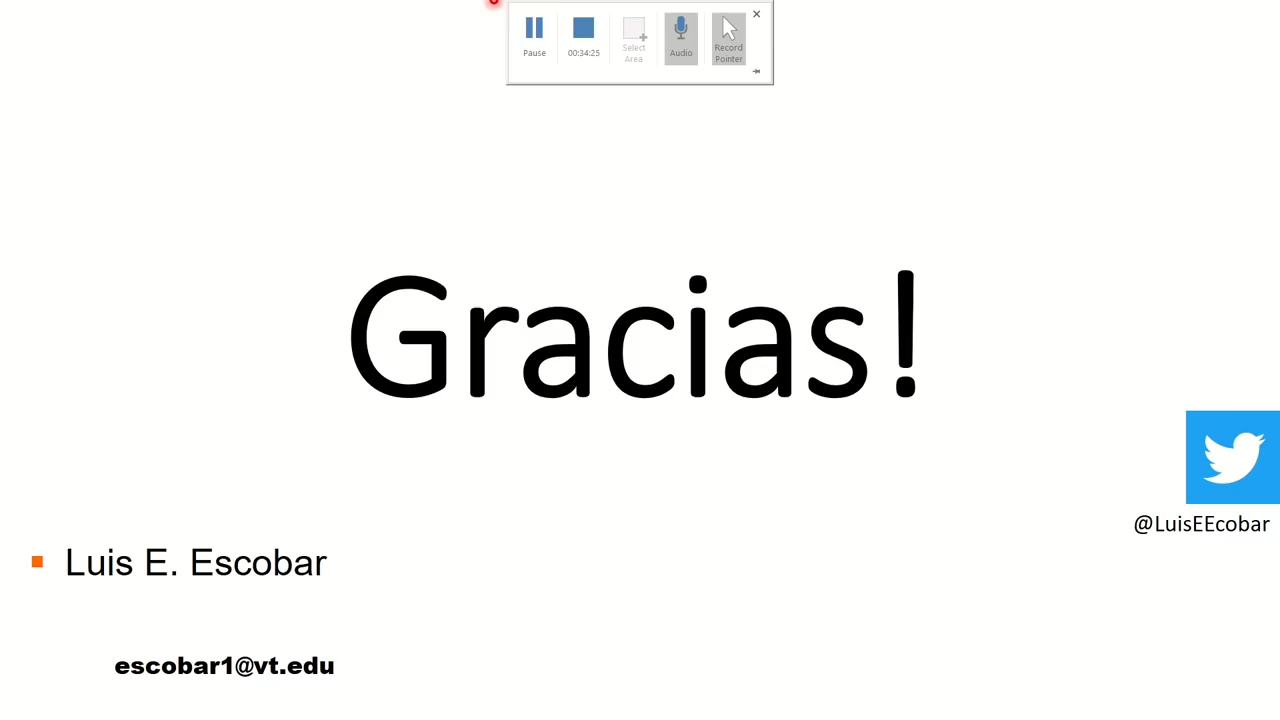 Pause
00:34:25
Select
Area
Audio
Record
Pointer
Gracias!
@LuisEEcobar
Luis E. Escobar
escobar1@vt.edu